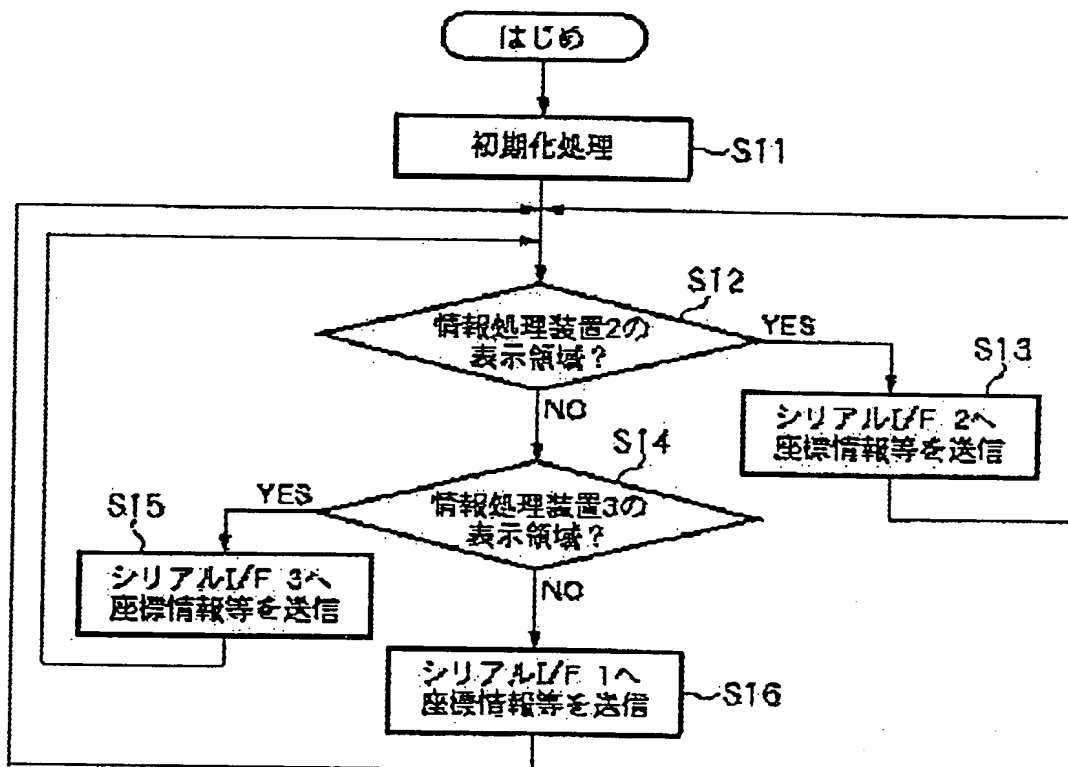 はじめ
初期化処理
S11
S12
情報処理装置2の
表示領域?
YES
S13
シリアルI/F 2へ
座標情報等を送信
NO
S14
情報処理装置3の
表示領域?
YES
S15
シリアルI/F 3へ
座標情報等を送信
NO
シリアルI/F 1へ
座標情報等を送信
S16